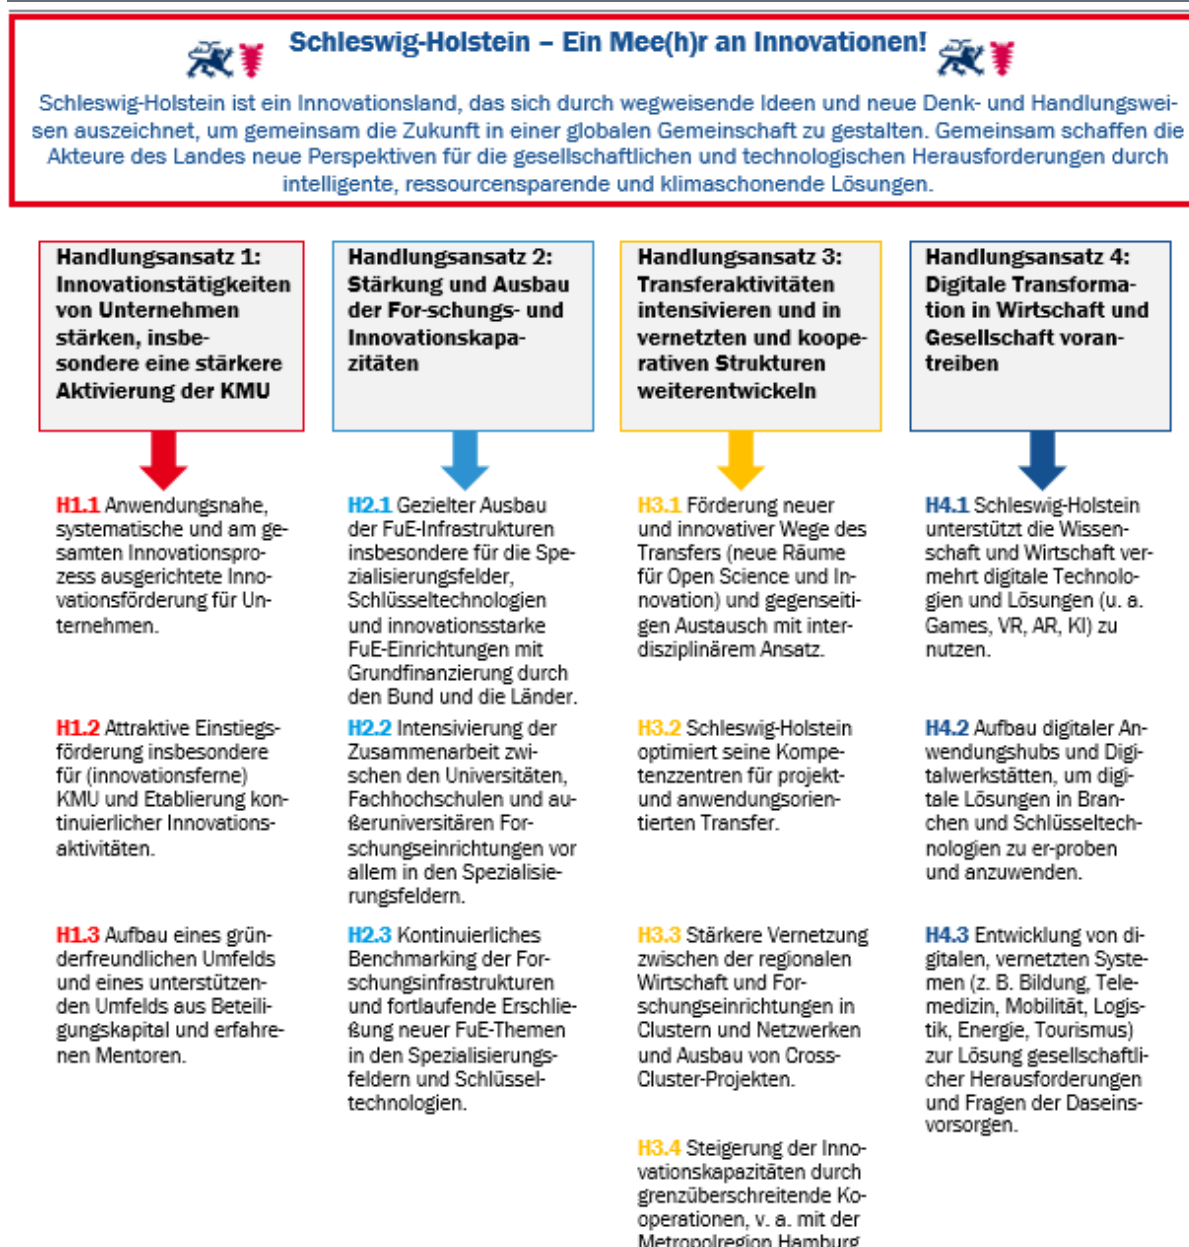 Schleswig-Holstein – Ein Mee(h)r an Innovationen!
Schleswig-Holstein ist ein Innovationsland, das sich durch wegweisende Ideen und neue Denk- und Handlungswei-
sen auszeichnet, um gemeinsam die Zukunft in einer globalen Gemeinschaft zu gestalten. Gemeinsam schaffen die
Akteure des Landes neue Perspektiven für die gesellschaftlichen und technologischen Herausforderungen durch
intelligente, ressourcensparende und klimaschonende Lösungen.
Handlungsansatz 1:
Innovationstätigkeiten
von Unternehmen
stärken, insbe-
sondere eine stärkere
Aktivierung der KMU
H1.1 Anwendungsnahe,
systematische und am ge-
samten Innovationspro-
zess ausgerichtete Inno-
vationsförderung für Un-
ternehmen.
H1.2 Attraktive Einstiegs-
förderung insbesondere
für (innovationsferne)
KMU und Etablierung kon-
tinuierlicher Innovations-
aktivitäten.
H1.3 Aufbau eines grün-
derfreundlichen Umfelds
und eines unterstützen-
den Umfelds aus Beteili-
gungskapital und erfahre-
nen Mentoren.
Handlungsansatz 2:
Stärkung und Ausbau
der For-schungs- und
Innovationskapa-
zitäten
H2.1 Gezielter Ausbau
der FuE-Infrastrukturen
insbesondere für die Spe-
zialisierungsfelder,
Schlüsseltechnologien
und innovationsstarke
FuE-Einrichtungen mit
Grundfinanzierung durch
den Bund und die Länder.
H2.2 Intensivierung der
Zusammenarbeit zwi-
schen den Universitäten,
Fachhochschulen und au-
ßeruniversitären For-
schungseinrichtungen vor
allem in den Spezialisie-
rungsfeldern.
H2.3 Kontinuierliches
Benchmarking der For-
schungsinfrastrukturen
und fortlaufende Erschlie-
ßung neuer FuE-Themen
in den Spezialisierungs-
feldern und Schlüssel-
technologien.
Handlungsansatz 3:
Transferaktivitäten
intensivieren und in
vernetzten und koope-
rativen Strukturen
weiterentwickeln
H3.1 Förderung neuer
und innovativer Wege des
Transfers (neue Räume
für Open Science und In-
novation) und gegenseiti-
gen Austausch mit inter-
disziplinärem Ansatz.
H3.2 Schleswig-Holstein
optimiert seine Kompe-
tenzzentren für projekt-
und anwendungsorien-
tierten Transfer.
H3.3 Stärkere Vernetzung
zwischen der regionalen
Wirtschaft und For-
schungseinrichtungen in
Clustern und Netzwerken
und Ausbau von Cross-
Cluster-Projekten.
H3.4 Steigerung der Inno-
vationskapazitäten durch
grenzüberschreitende Ko-
operationen, v. a. mit der
Metropolregion Hamburg
Handlungsansatz 4:
Digitale Transforma-
tion in Wirtschaft und
Gesellschaft voran-
treiben
H4.1 Schleswig-Holstein
unterstützt die Wissen-
schaft und Wirtschaft ver-
mehrt digitale Technolo-
gien und Lösungen (u. a.
Games, VR, AR, KI) zu
nutzen.
H4.2 Aufbau digitaler An-
wendungshubs und Digi-
talwerkstätten, um digi-
tale Lösungen in Bran-
chen und Schlüsseltech-
nologien zu er-proben
und anzuwenden.
H4.3 Entwicklung von di-
gitalen, vernetzten Syste-
men (z. B. Bildung, Tele-
medizin, Mobilität, Logis-
tik, Energie, Tourismus)
zur Lösung gesellschaftli-
cher Herausforderungen
und Fragen der Daseins-
vorsorgen.